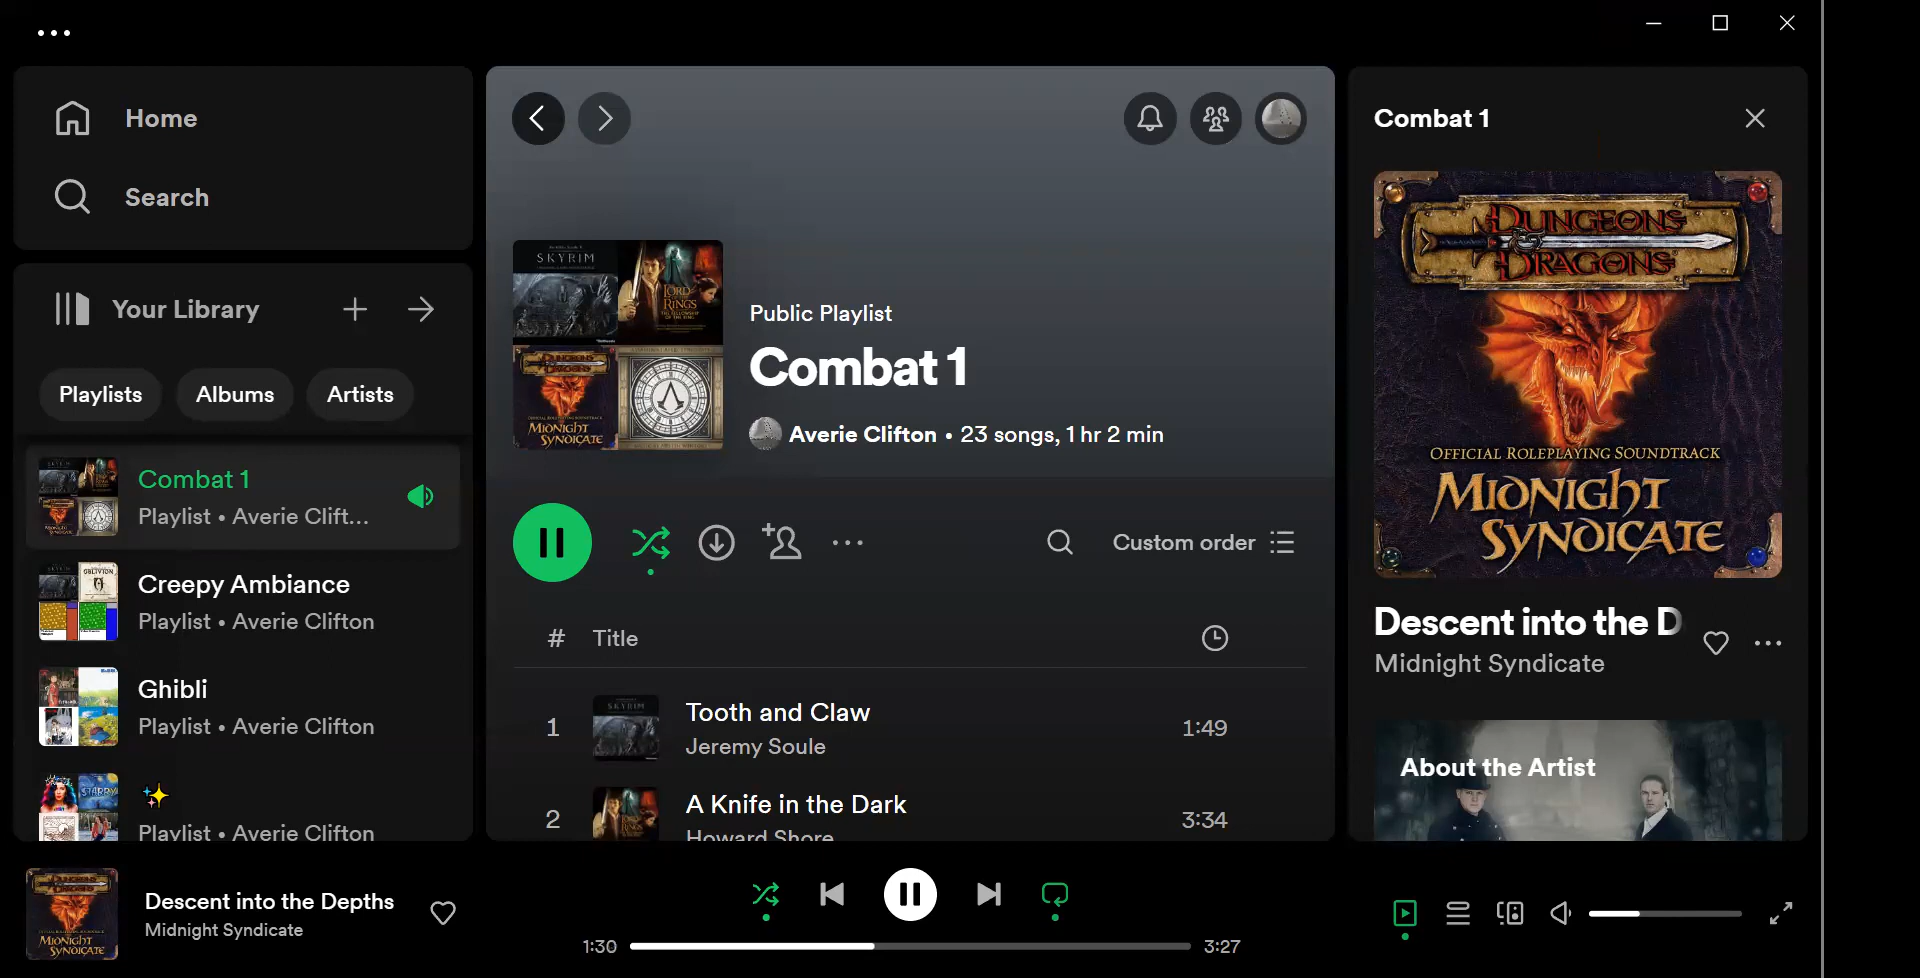 Home
Search
Your Library
Playlists
Albums
Artists
Combat 1
Playlist • Averie Clift...
Creepy Ambiance
Playlist • Averie Clifton
Ghibli
Playlist • Averie Clifton
Playlist • Averie Clifton
SKYRIM
DUNGEONS
DRAGONS
MIDNIGHT
SYNDICATE
Public Playlist
Combat 1
Averie Clifton • 23 songs, 1 hr 2 min
Custom order
# Title
1 Tooth and Claw 1:49
Jeremy Soule
2 A Knife in the Dark 3:34
Howard Shore
Combat 1
DUNGEONS
DRAGONS
OFFICIAL ROLEPLAYING SOUNDTRACK
MIDNIGHT
SYNDICATE
Descent into the D
Midnight Syndicate
About the Artist
Descent into the Depths
Midnight Syndicate
1:30
3:27